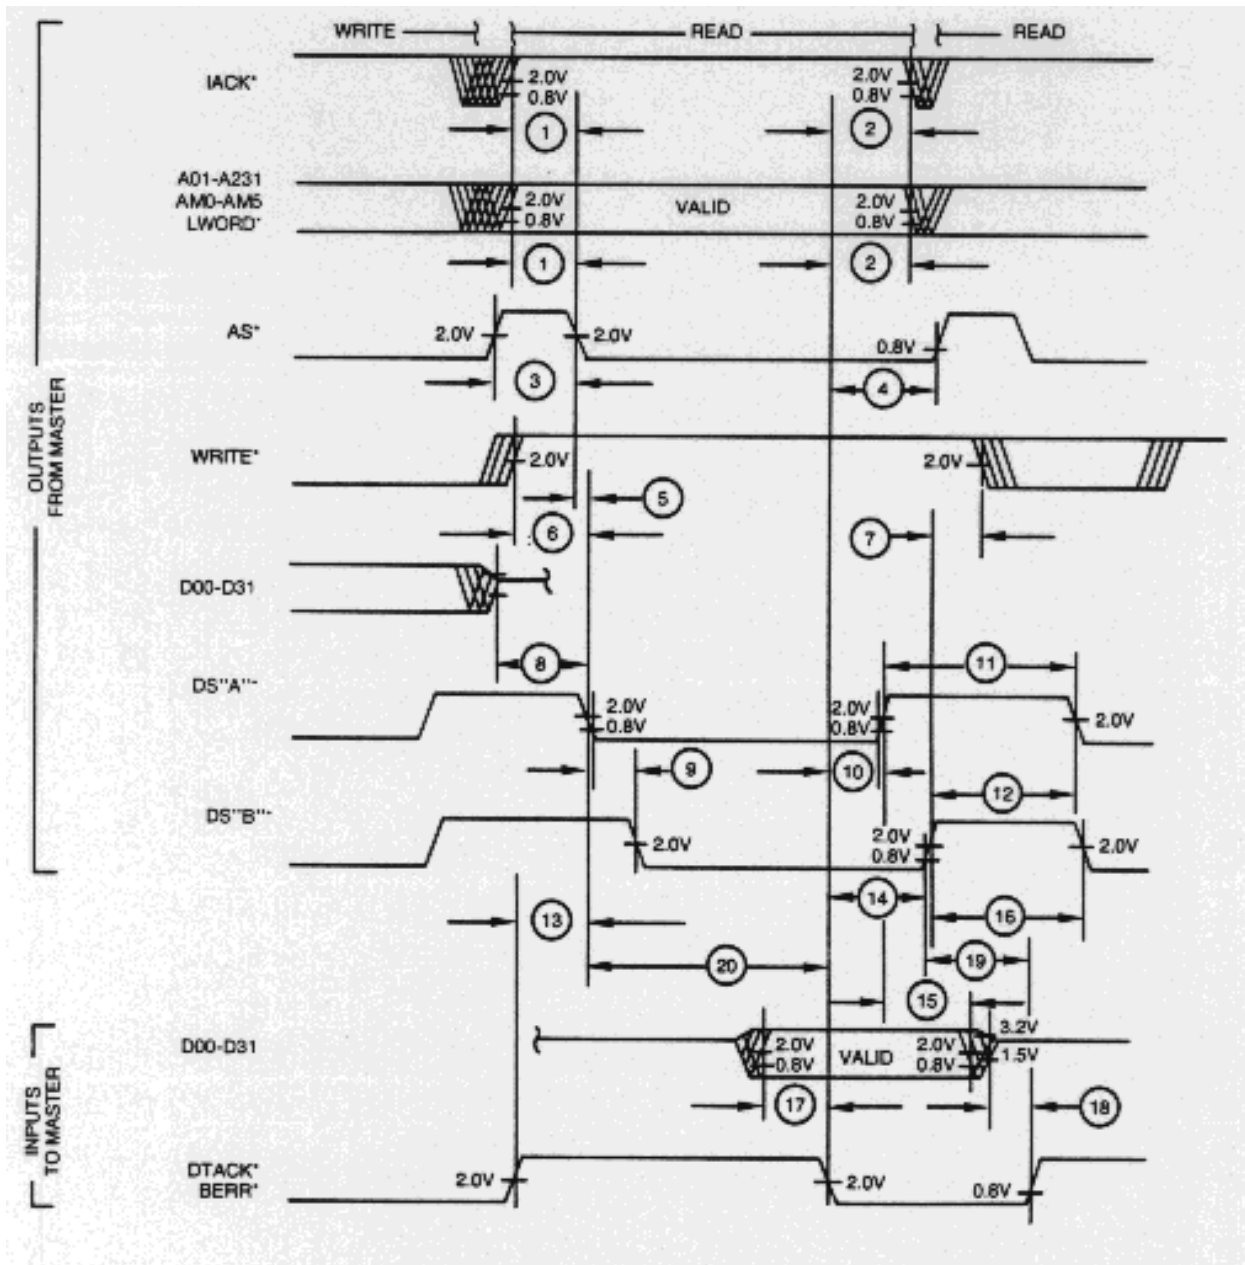 WRITE READ READ
IACK*
2.0V 2.0V
0.8V 0.8V
1 2
A01-A231
AM0-AM5
LWORD*
2.0V VALID 2.0V
0.8V 0.8V
1 2
AS*
2.0V 2.0V 0.8V
3 4
WRITE*
2.0V 2.0V
5
6 7
D00-D31
8 11
DS"A"*
2.0V 2.0V 2.0V
0.8V 0.8V
9 10
12
DS"B"*
2.0V 2.0V 2.0V
0.8V
14
13 16
20 19
15
D00-D31
3.2V
2.0V VALID 2.0V 1.5V
0.8V 0.8V
17 18
DTACK*
BERR*
2.0V 2.0V 0.8V
OUTPUTS
FROM MASTER
INPUTS
TO MASTER